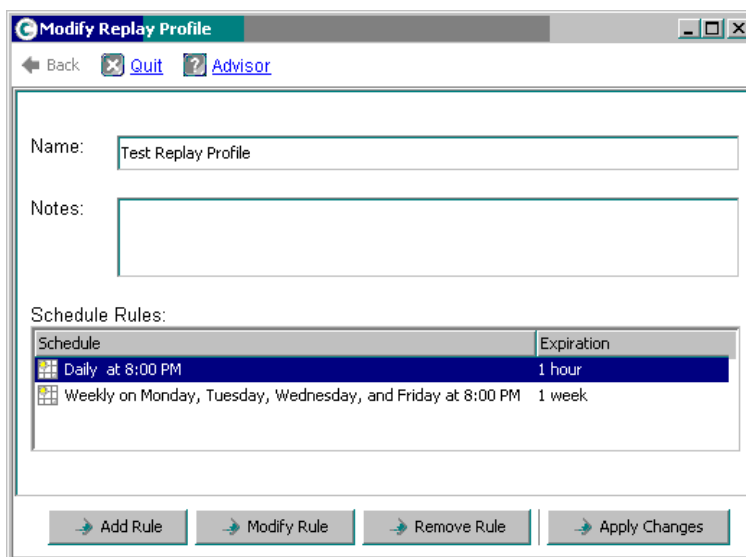 Modify Replay Profile
Back Quit Advisor
Name: Test Replay Profile
Notes:
Schedule Rules:
Schedule Expiration
Daily at 8:00 PM 1 hour
Weekly on Monday, Tuesday, Wednesday, and Friday at 8:00 PM 1 week
Add Rule Modify Rule Remove Rule Apply Changes